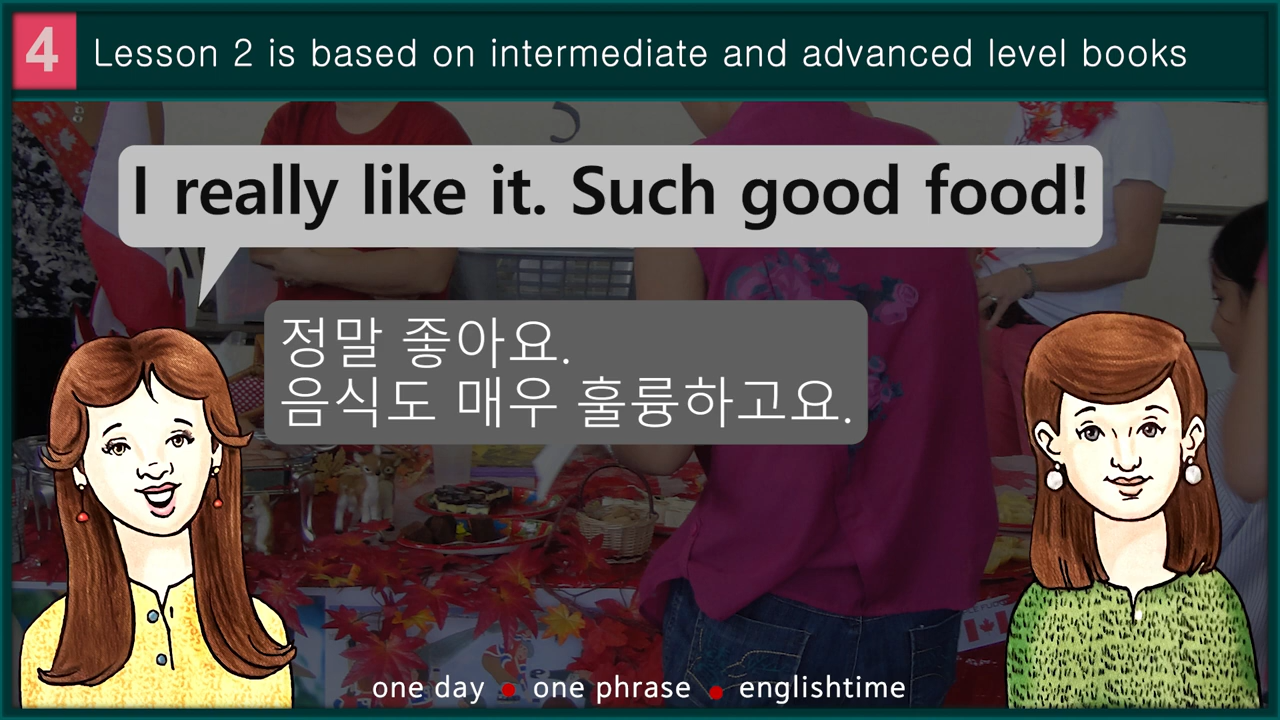 4
Lesson 2 is based on intermediate and advanced level books
I really like it. Such good food!
정말 좋아요.
음식도 매우 훌륭하고요.
one day • one phrase • englishtime